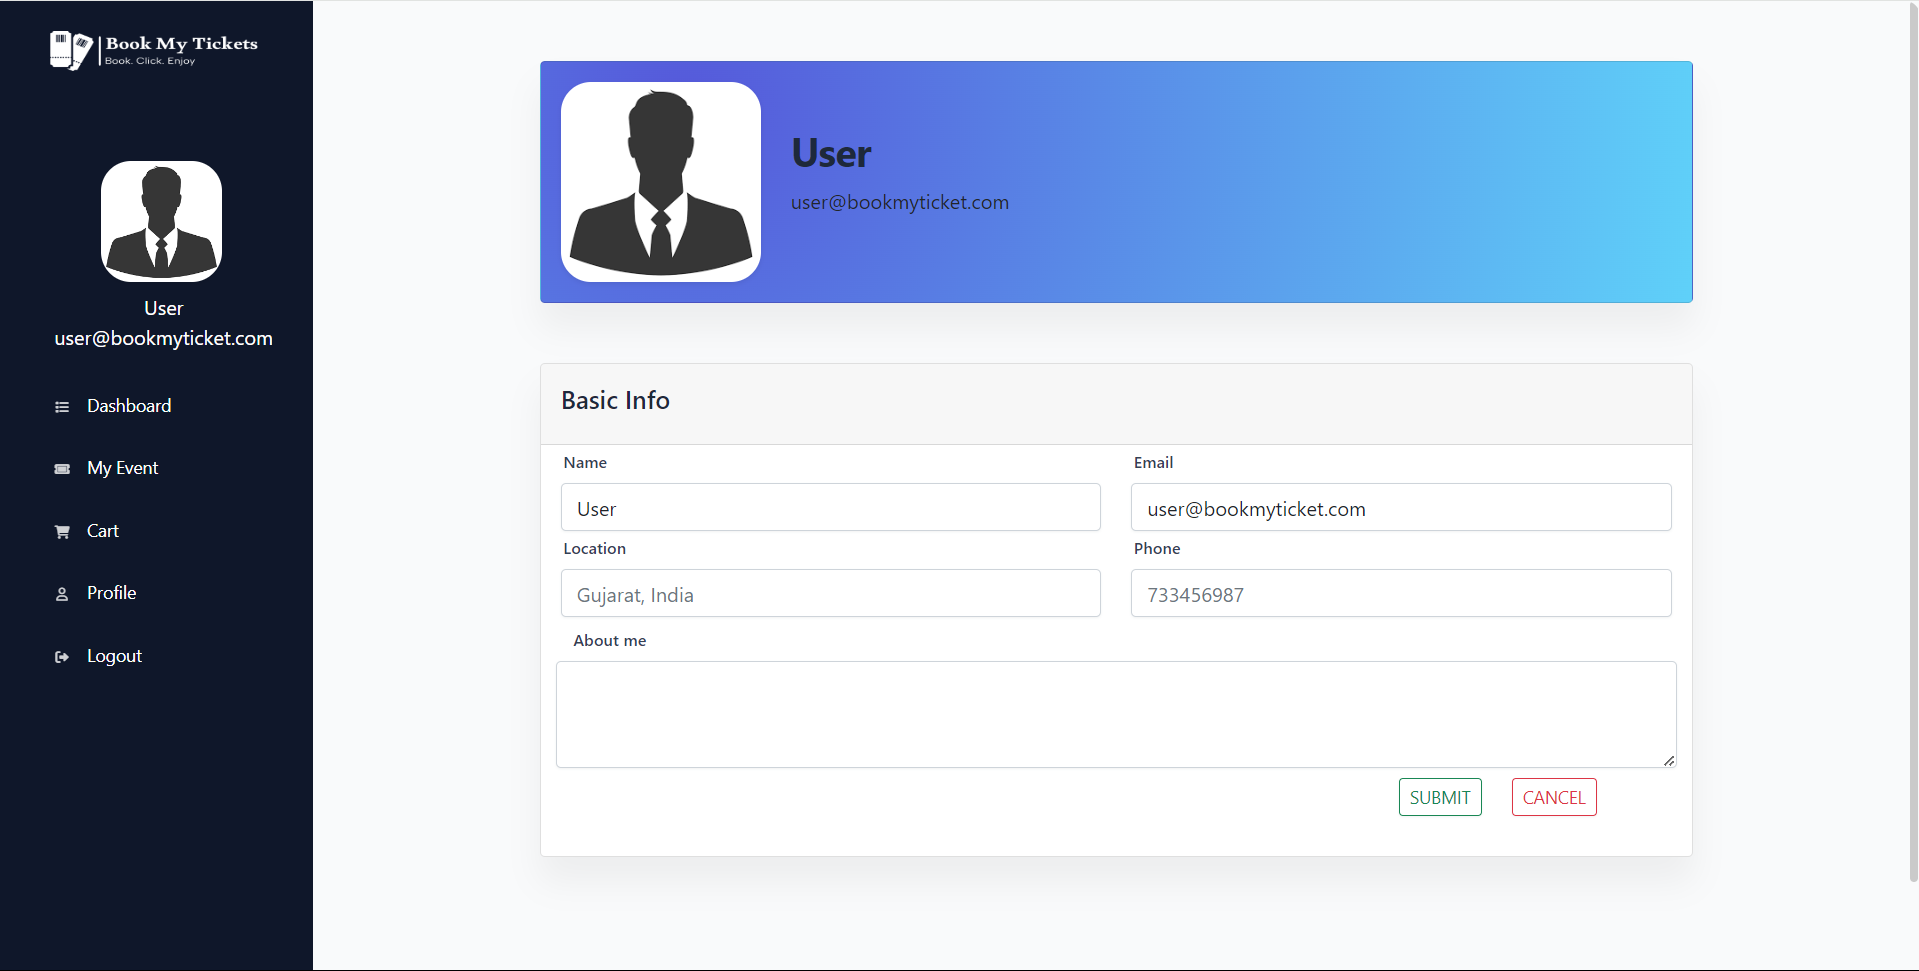 Book My Tickets
Book. Click. Enjoy
User
user@bookmyticket.com
Dashboard
My Event
Cart
Profile
Logout
User
user@bookmyticket.com
Basic Info
Name
Email
User
user@bookmyticket.com
Location
Phone
Gujarat, India
733456987
About me
SUBMIT
CANCEL